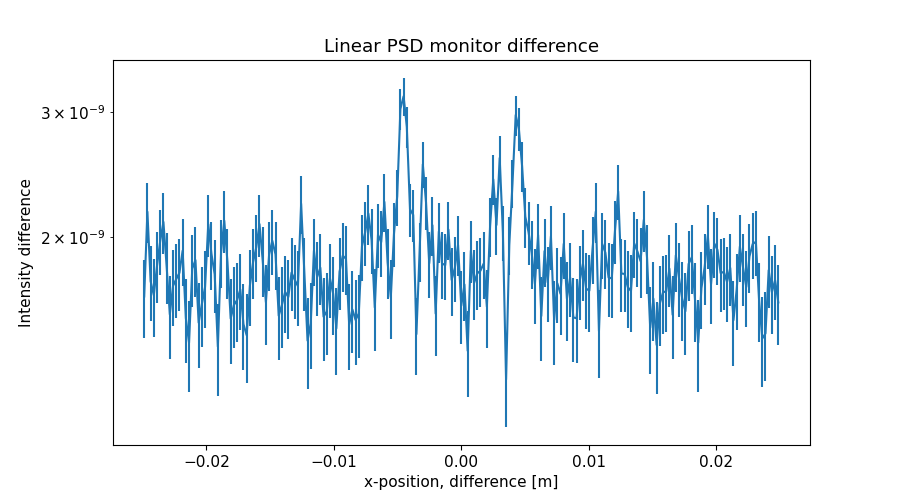 Linear PSD monitor difference
3 × 10⁻⁹
2 × 10⁻⁹
Intensity difference
−0.02 −0.01 0.00 0.01 0.02
x-position, difference [m]